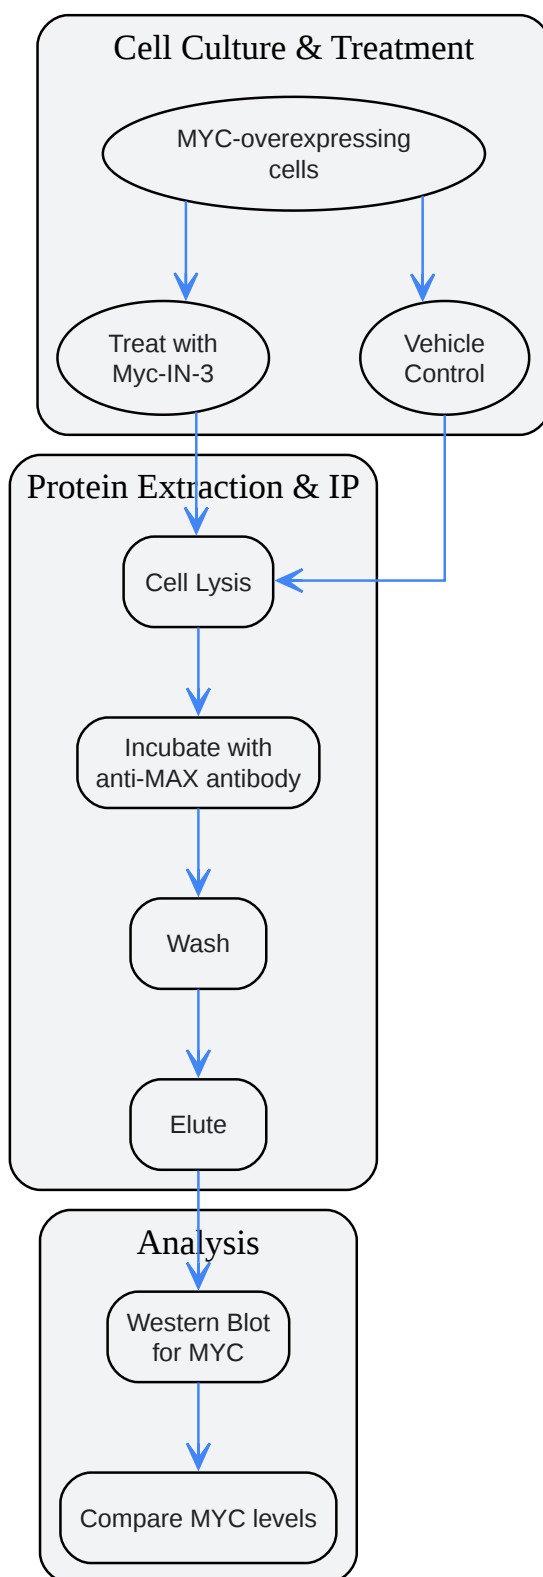 Cell Culture & Treatment
MYC-overexpressing
cells
Treat with
Myc-IN-3
Vehicle
Control
Protein Extraction & IP
Cell Lysis
Incubate with
anti-MAX antibody
Wash
Elute
Analysis
Western Blot
for MYC
Compare MYC levels